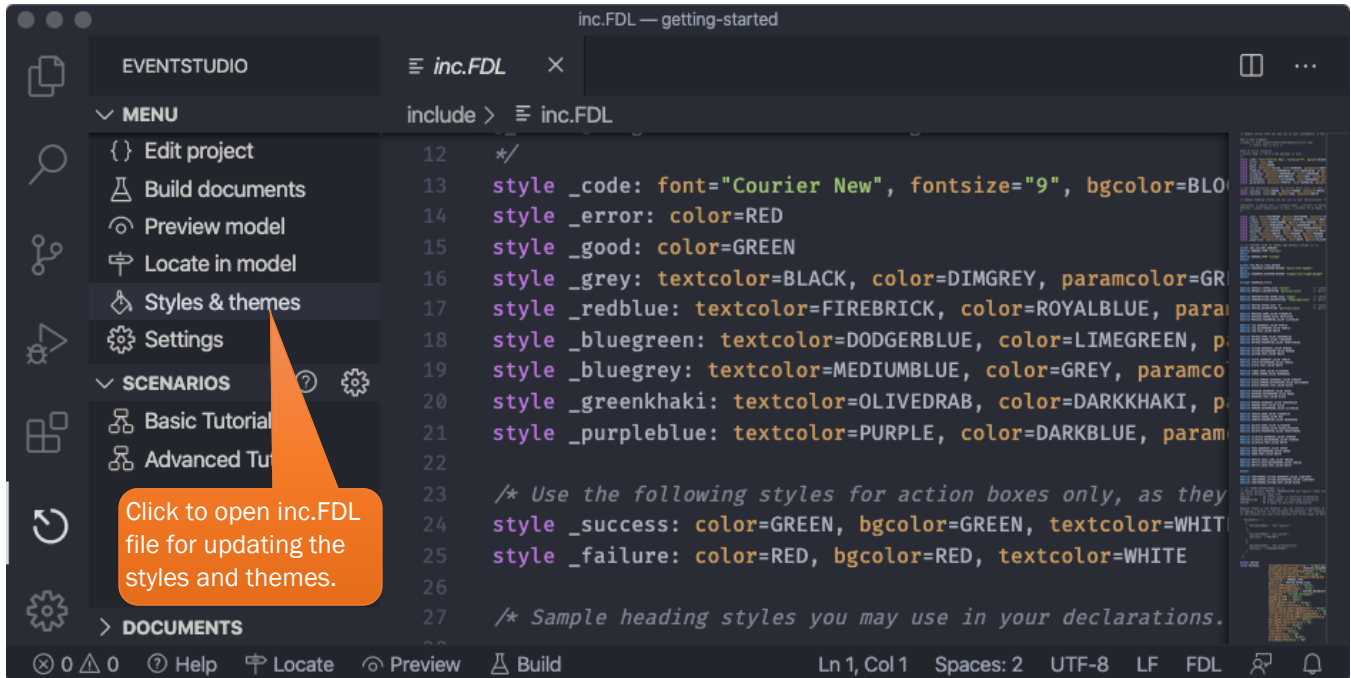 inc.FDL — getting-started
EVENTSTUDIO
inc.FDL
MENU
include > inc.FDL
{} Edit project
Build documents
Preview model
Locate in model
Styles & themes
Settings
SCENARIOS
Basic Tutorial
Advanced Tu
Click to open inc.FDL
file for updating the
styles and themes.
DOCUMENTS
12 */
13 style _code: font="Courier New", fontsize="9", bgcolor=BLO
14 style _error: color=RED
15 style _good: color=GREEN
16 style _grey: textcolor=BLACK, color=DIMGREY, paramcolor=GR
17 style _redblue: textcolor=FIREBRICK, color=ROYALBLUE, para
18 style _bluegreen: textcolor=DODGERBLUE, color=LIMEGREEN, p
19 style _bluegrey: textcolor=MEDIUMBLUE, color=GREY, paramco
20 style _greenkhaki: textcolor=OLIVEDRAB, color=DARKKHAKI, p
21 style _purpleblue: textcolor=PURPLE, color=DARKBLUE, param
22
23 /* Use the following styles for action boxes only, as they
24 style _success: color=GREEN, bgcolor=GREEN, textcolor=WHIT
25 style _failure: color=RED, bgcolor=RED, textcolor=WHITE
26
27 /* Sample heading styles you may use in your declarations.
0 0 Help Locate Preview Build Ln 1, Col 1 Spaces: 2 UTF-8 LF FDL